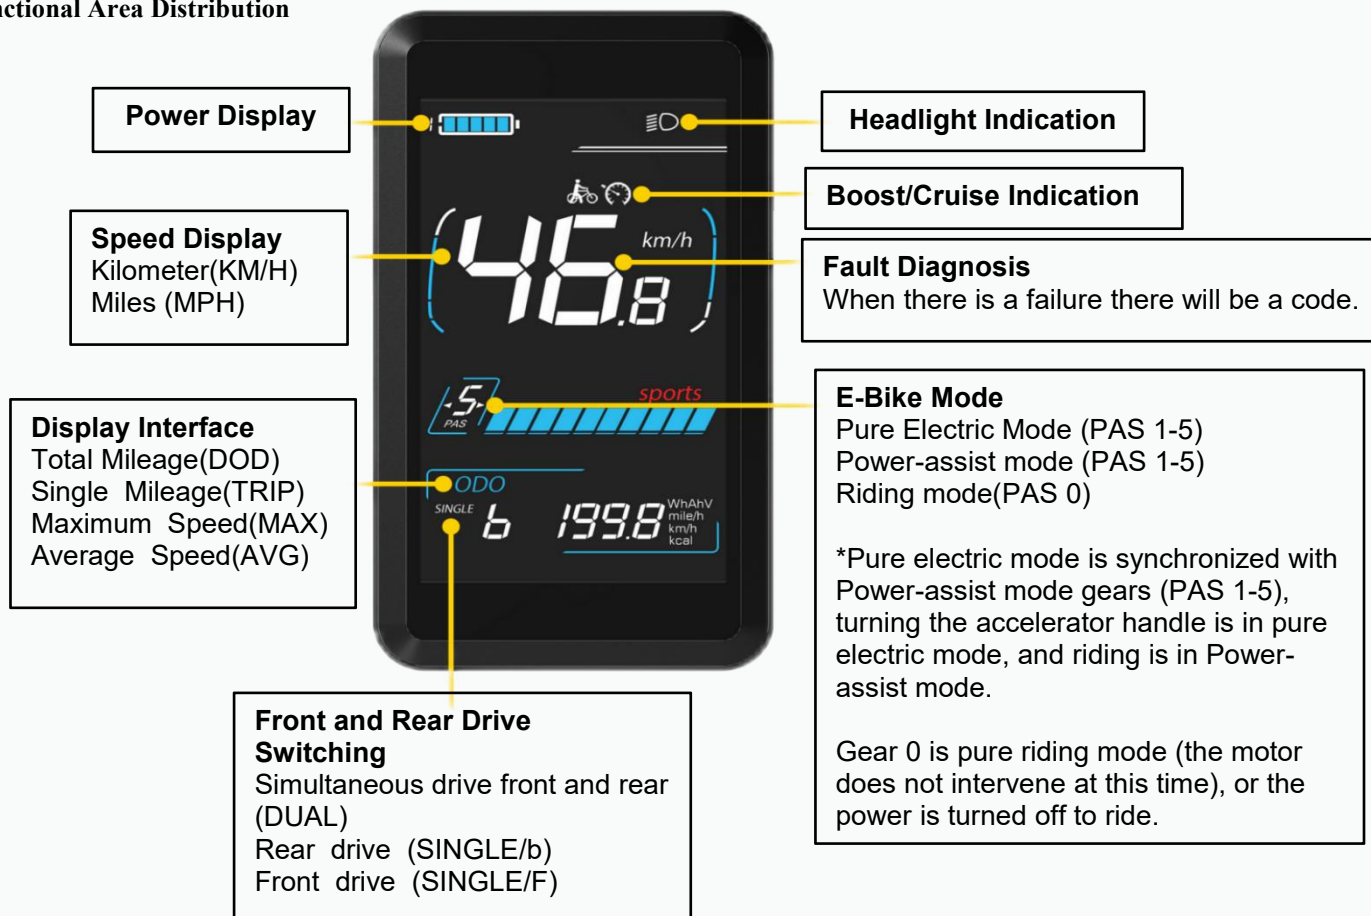 ctional Area Distribution
Power Display
Headlight Indication
Boost/Cruise Indication
Speed Display
Kilometer(KM/H)
Miles (MPH)
46.8
km/h
Fault Diagnosis
When there is a failure there will be a code.
5
PAS
sports
Display Interface
Total Mileage(DOD)
Single Mileage(TRIP)
Maximum Speed(MAX)
Average Speed(AVG)
ODO
SINGLE b 199.8
WhAhV
mile/h
km/h
kcal
E-Bike Mode
Pure Electric Mode (PAS 1-5)
Power-assist mode (PAS 1-5)
Riding mode(PAS 0)
*Pure electric mode is synchronized with
Power-assist mode gears (PAS 1-5),
turning the accelerator handle is in pure
electric mode, and riding is in Power-
assist mode.
Gear 0 is pure riding mode (the motor
does not intervene at this time), or the
power is turned off to ride.
Front and Rear Drive
Switching
Simultaneous drive front and rear
(DUAL)
Rear drive (SINGLE/b)
Front drive (SINGLE/F)